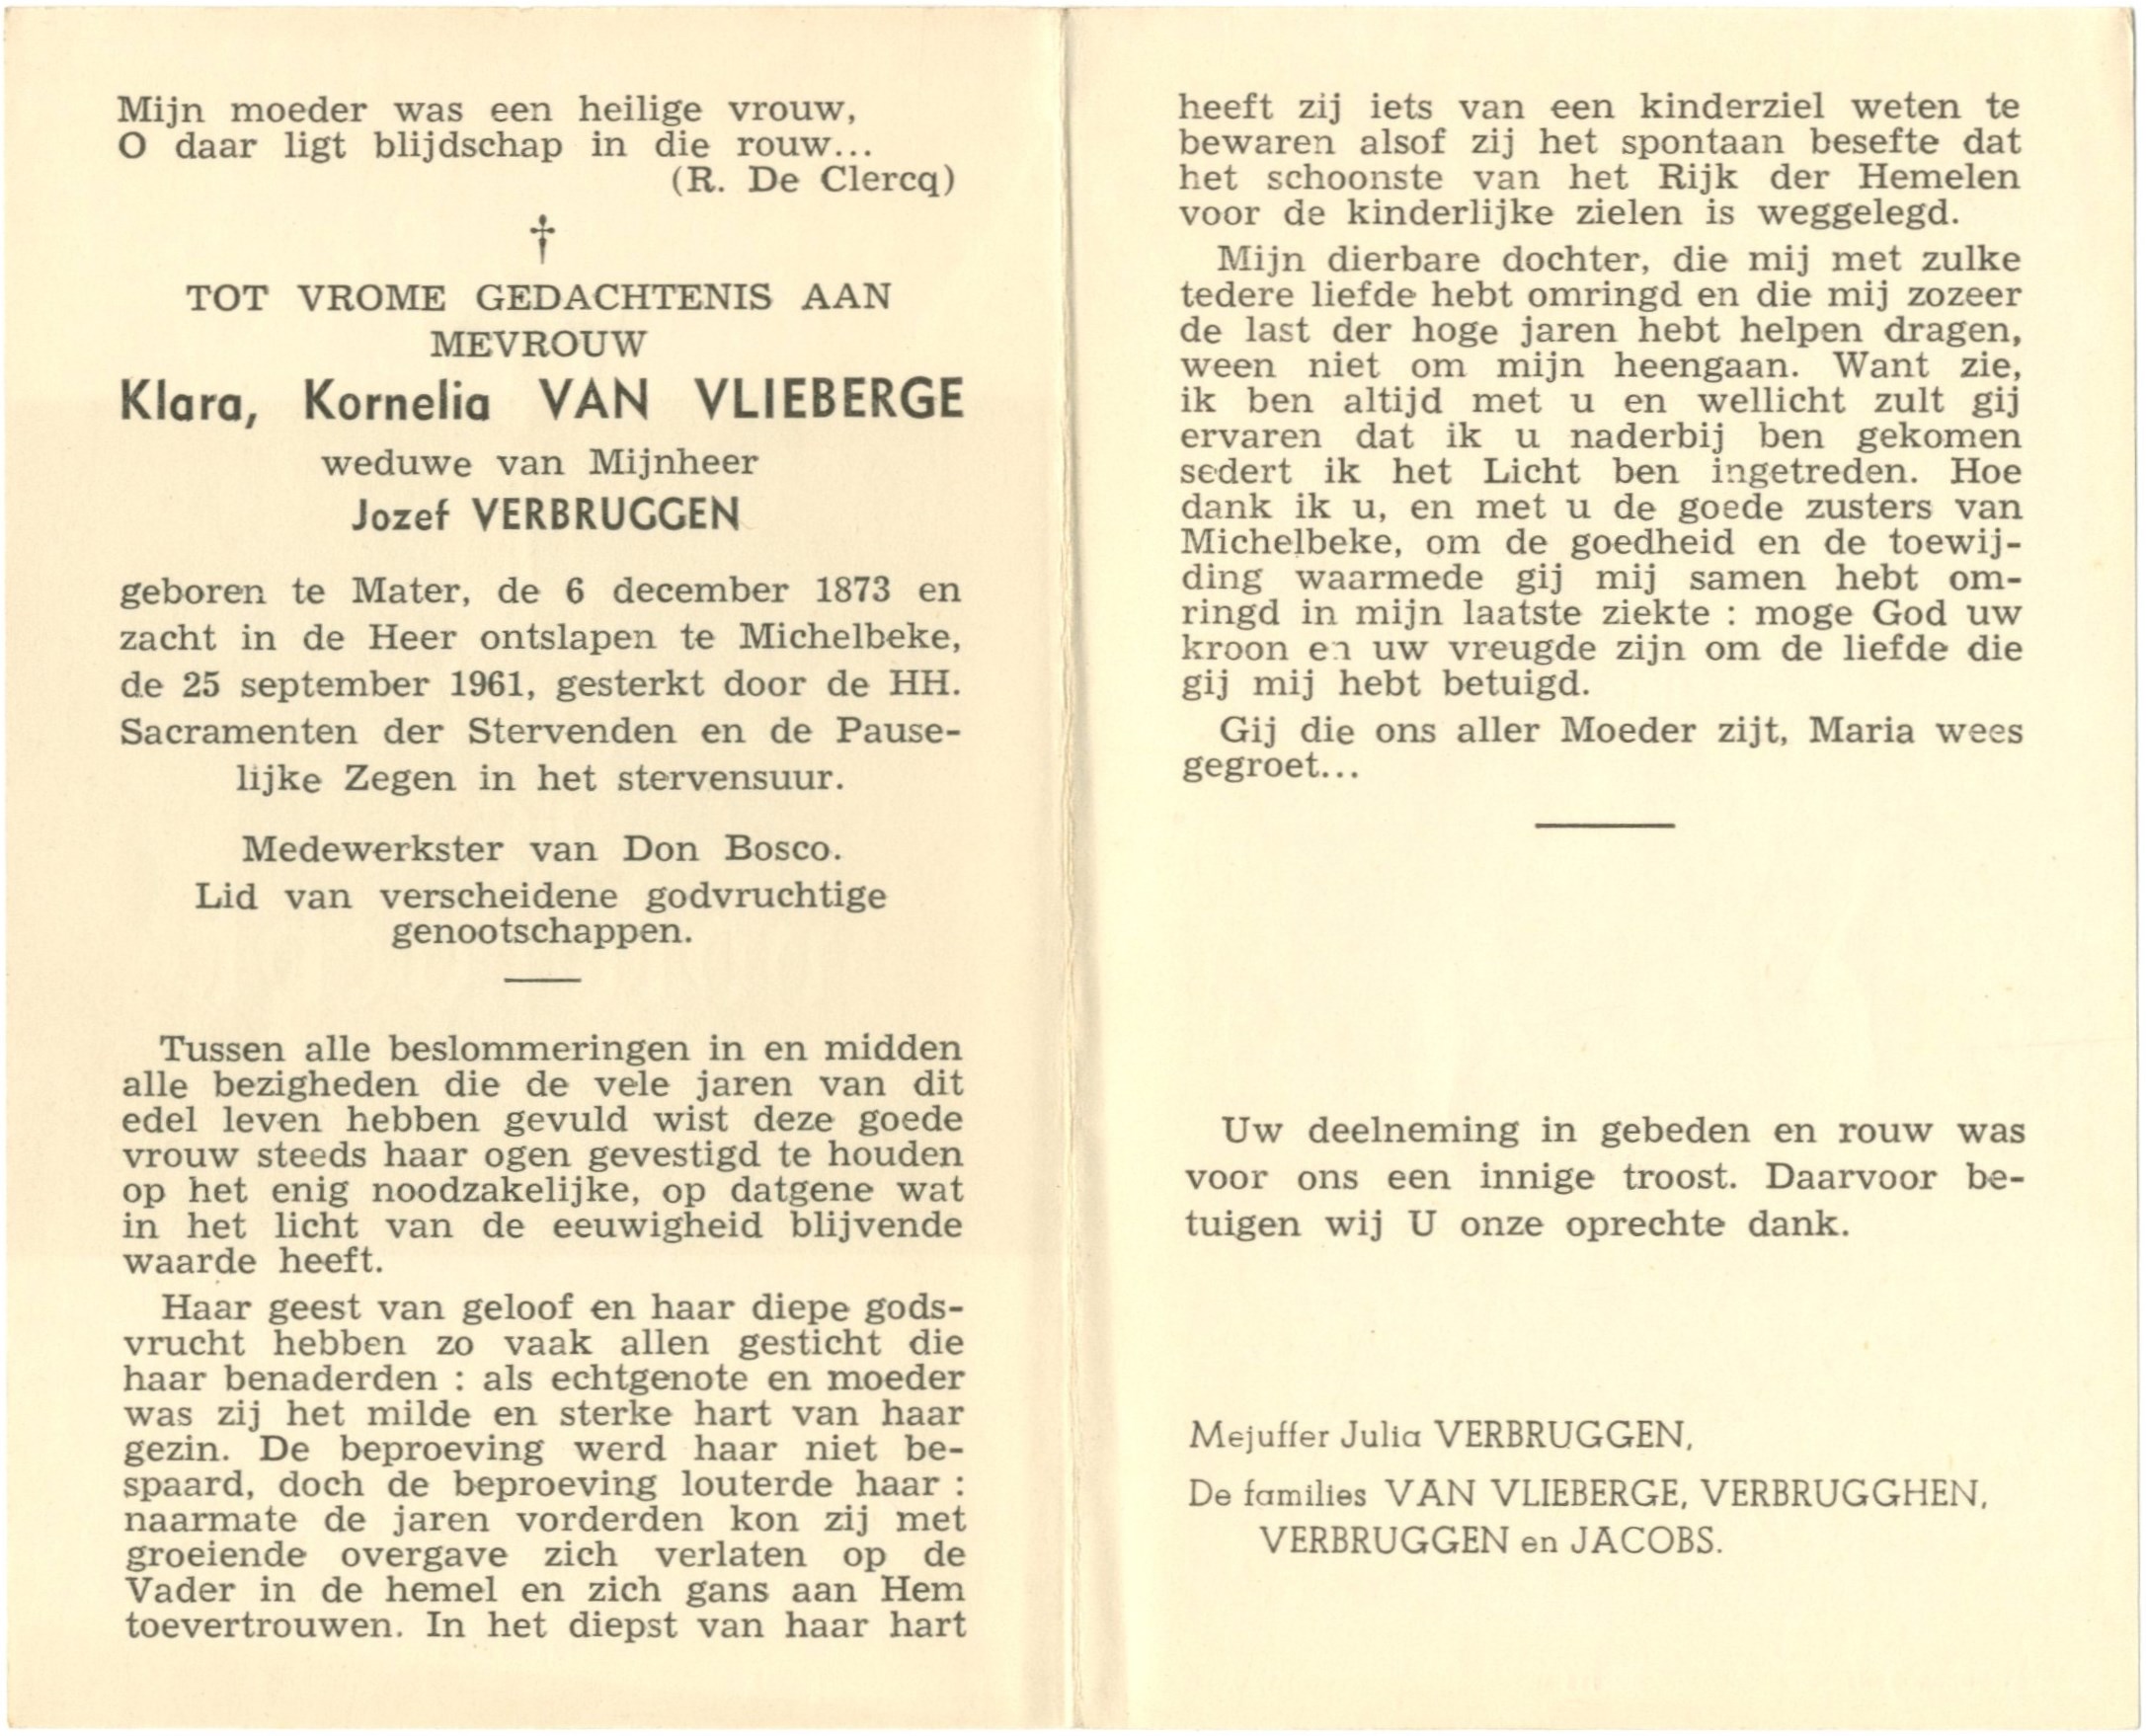 Mijn moeder was een heilige vrouw,
O daar ligt blijdschap in die rouw...
(R. De Clercq)
†
TOT VROME GEDACHTENIS AAN
MEVROUW
Klara, Kornelia VAN VLIEBERGE
weduwe van Mijnheer
Jozef VERBRUGGEN
geboren te Mater, de 6 december 1873 en
zacht in de Heer ontslapen te Michelbeke,
de 25 september 1961, gesterkt door de HH.
Sacramenten der Stervenden en de Pause-
lijke Zegen in het stervensuur.
Medewerkster van Don Bosco.
Lid van verscheidene godvruchtige
genootschappen.
Tussen alle beslommeringen in en midden
alle bezigheden die de vele jaren van dit
edel leven hebben gevuld wist deze goede
vrouw steeds haar ogen gevestigd te houden
op het enig noodzakelijke, op datgene wat
in het licht van de eeuwigheid blijvende
waarde heeft.
Haar geest van geloof en haar diepe gods-
vrucht hebben zo vaak allen gesticht die
haar benaderden : als echtgenote en moeder
was zij het milde en sterke hart van haar
gezin. De beproeving werd haar niet be-
spaard, doch de beproeving louterde haar :
naarmate de jaren vorderden kon zij met
groeiende overgave zich verlaten op de
Vader in de hemel en zich gans aan Hem
toevertrouwen. In het diepst van haar hart
heeft zij iets van een kinderziel weten te
bewaren alsof zij het spontaan besefte dat
het schoonste van het Rijk der Hemelen
voor de kinderlijke zielen is weggelegd.
Mijn dierbare dochter, die mij met zulke
tedere liefde hebt omringd en die mij zozeer
de last der hoge jaren hebt helpen dragen,
ween niet om mijn heengaan. Want zie,
ik ben altijd met u en wellicht zult gij
ervaren dat ik u naderbij ben gekomen
sedert ik het Licht ben ingetreden. Hoe
dank ik u, en met u de goede zusters van
Michelbeke, om de goedheid en de toewij-
ding waarmede gij mij samen hebt om-
ringd in mijn laatste ziekte : moge God uw
kroon en uw vreugde zijn om de liefde die
gij mij hebt betuigd.
Gij die ons aller Moeder zijt, Maria wees
gegroet...
Uw deelneming in gebeden en rouw was
voor ons een innige troost. Daarvoor be-
tuigen wij U onze oprechte dank.
Mejuffer Julia VERBRUGGEN,
De families VAN VLIEBERGE, VERBRUGGHEN,
VERBRUGGEN en JACOBS.